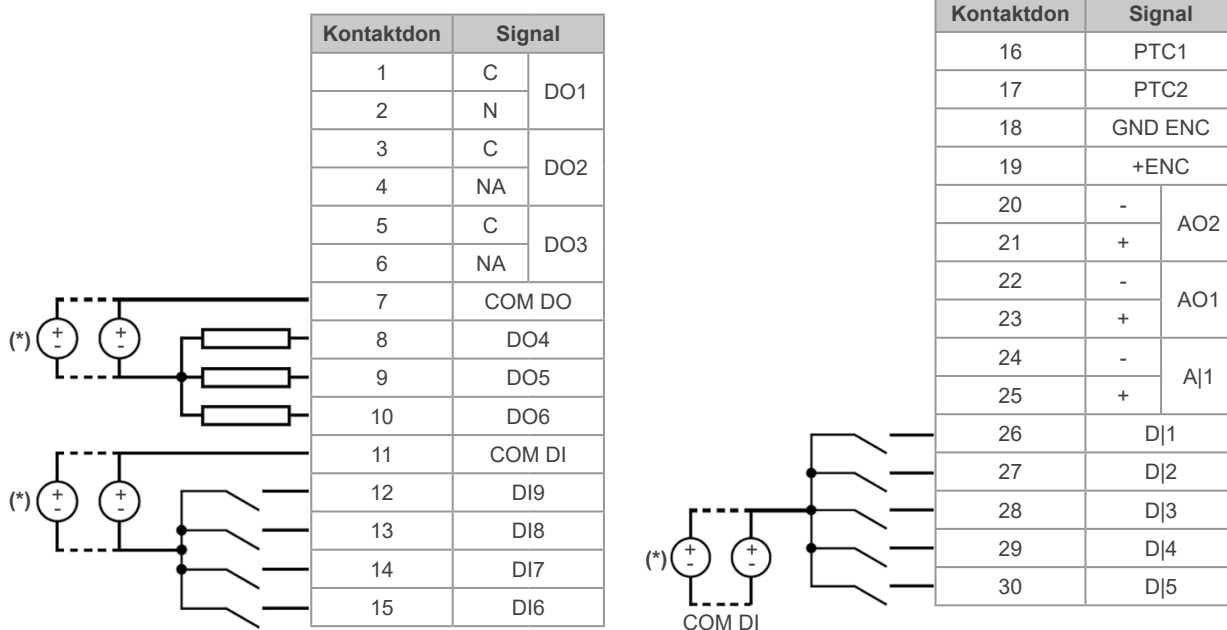 Kontaktdon Signal
1 C DO1
2 N
3 C DO2
4 NA
5 C DO3
6 NA
7 COM DO
(*) + - + - 8 DO4
9 DO5
10 DO6
11 COM DI
(*) + - + - 12 DI9
13 DI8
14 DI7
15 DI6
Kontaktdon Signal
16 PTC1
17 PTC2
18 GND ENC
19 +ENC
20 - AO2
21 +
22 - AO1
23 +
24 - A|1
25 +
26 D|1
27 D|2
28 D|3
(*) + - + - 29 D|4
30 D|5
COM DI